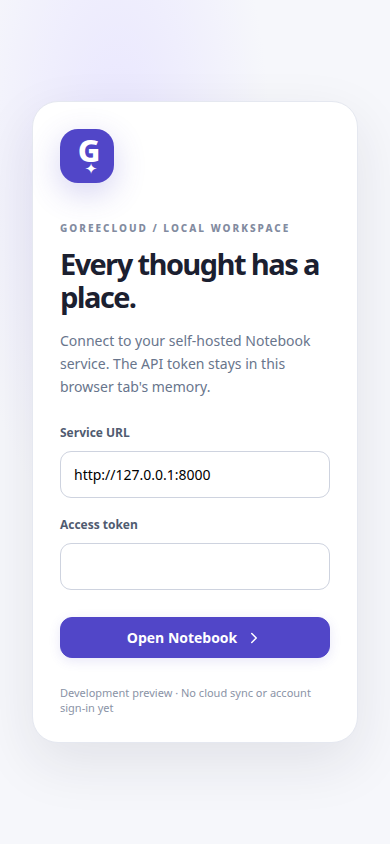 G
GOREECLOUD / LOCAL WORKSPACE
Every thought has a
place.
Connect to your self-hosted Notebook
service. The API token stays in this
browser tab's memory.
Service URL
http://127.0.0.1:8000
Access token
Open Notebook
Development preview · No cloud sync or account
sign-in yet